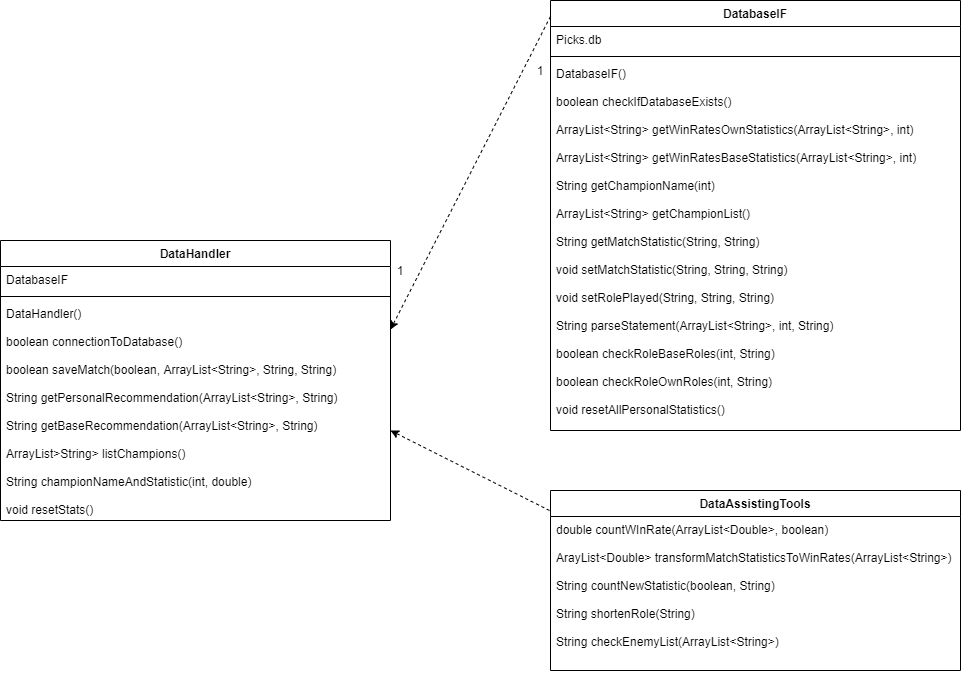 DatabaseIF
Picks.db
1
DatabaseIF()
boolean checkIfDatabaseExists()
ArrayList<String> getWinRatesOwnStatistics(ArrayList<String>, int)
ArrayList<String> getWinRatesBaseStatistics(ArrayList<String>, int)
String getChampionName(int)
ArrayList<String> getChampionList()
String getMatchStatistic(String, String)
void setMatchStatistic(String, String, String)
void setRolePlayed(String, String, String)
String parseStatement(ArrayList<String>, int, String)
boolean checkRoleBaseRoles(int, String)
boolean checkRoleOwnRoles(int, String)
void resetAllPersonalStatistics()
DataHandler
1
DatabaseIF
DataHandler()
boolean connectionToDatabase()
boolean saveMatch(boolean, ArrayList<String>, String, String)
String getPersonalRecommendation(ArrayList<String>, String)
String getBaseRecommendation(ArrayList<String>, String)
ArrayList>String> listChampions()
String championNameAndStatistic(int, double)
void resetStats()
DataAssistingTools
double countWInRate(ArrayList<Double>, boolean)
ArayList<Double> transformMatchStatisticsToWinRates(ArrayList<String>)
String countNewStatistic(boolean, String)
String shortenRole(String)
String checkEnemyList(ArrayList<String>)